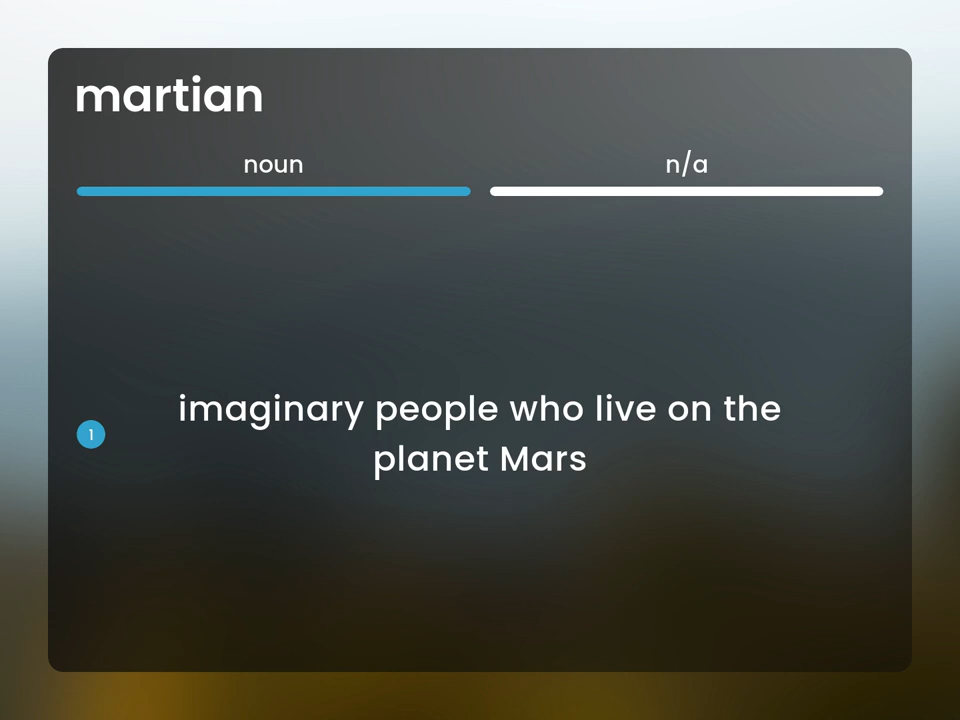 martian
noun
n/a
1
imaginary people who live on the
planet Mars